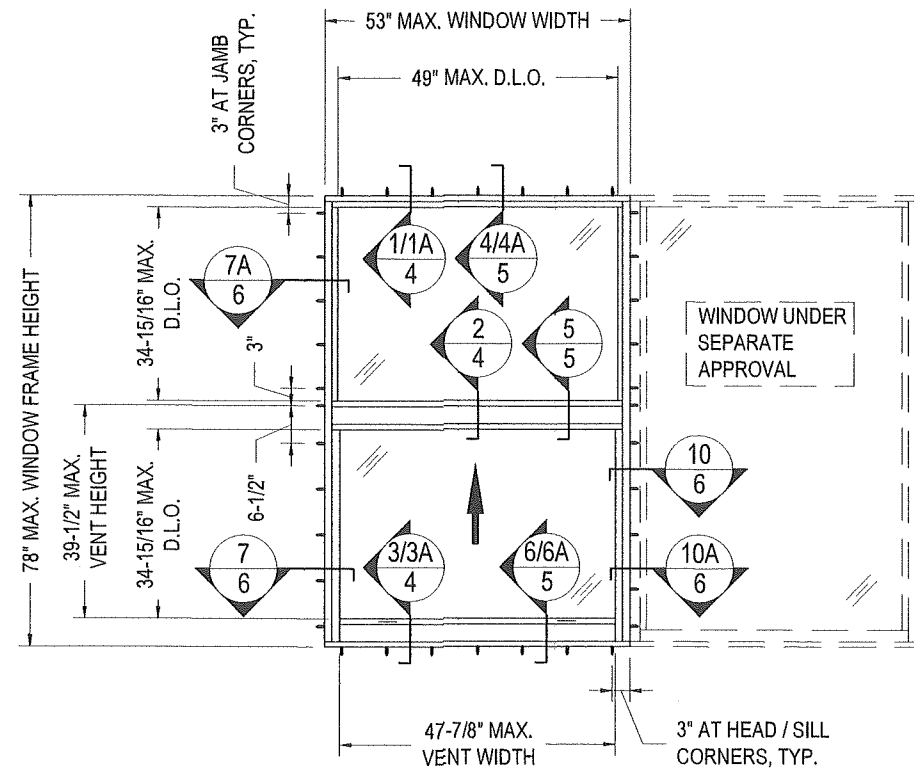 53" MAX. WINDOW WIDTH
49" MAX. D.L.O.
3" AT JAMB
CORNERS, TYP.
78" MAX. WINDOW FRAME HEIGHT
34-15/16" MAX.
D.L.O.
7A
6
1/1A
4
4/4A
5
2
4
5
5
WINDOW UNDER
SEPARATE
APPROVAL
3"
39-1/2" MAX.
VENT HEIGHT
34-15/16" MAX.
D.L.O.
6-1/2"
10
6
7
6
3/3A
4
6/6A
5
10A
6
47-7/8" MAX.
VENT WIDTH
3" AT HEAD / SILL
CORNERS, TYP.